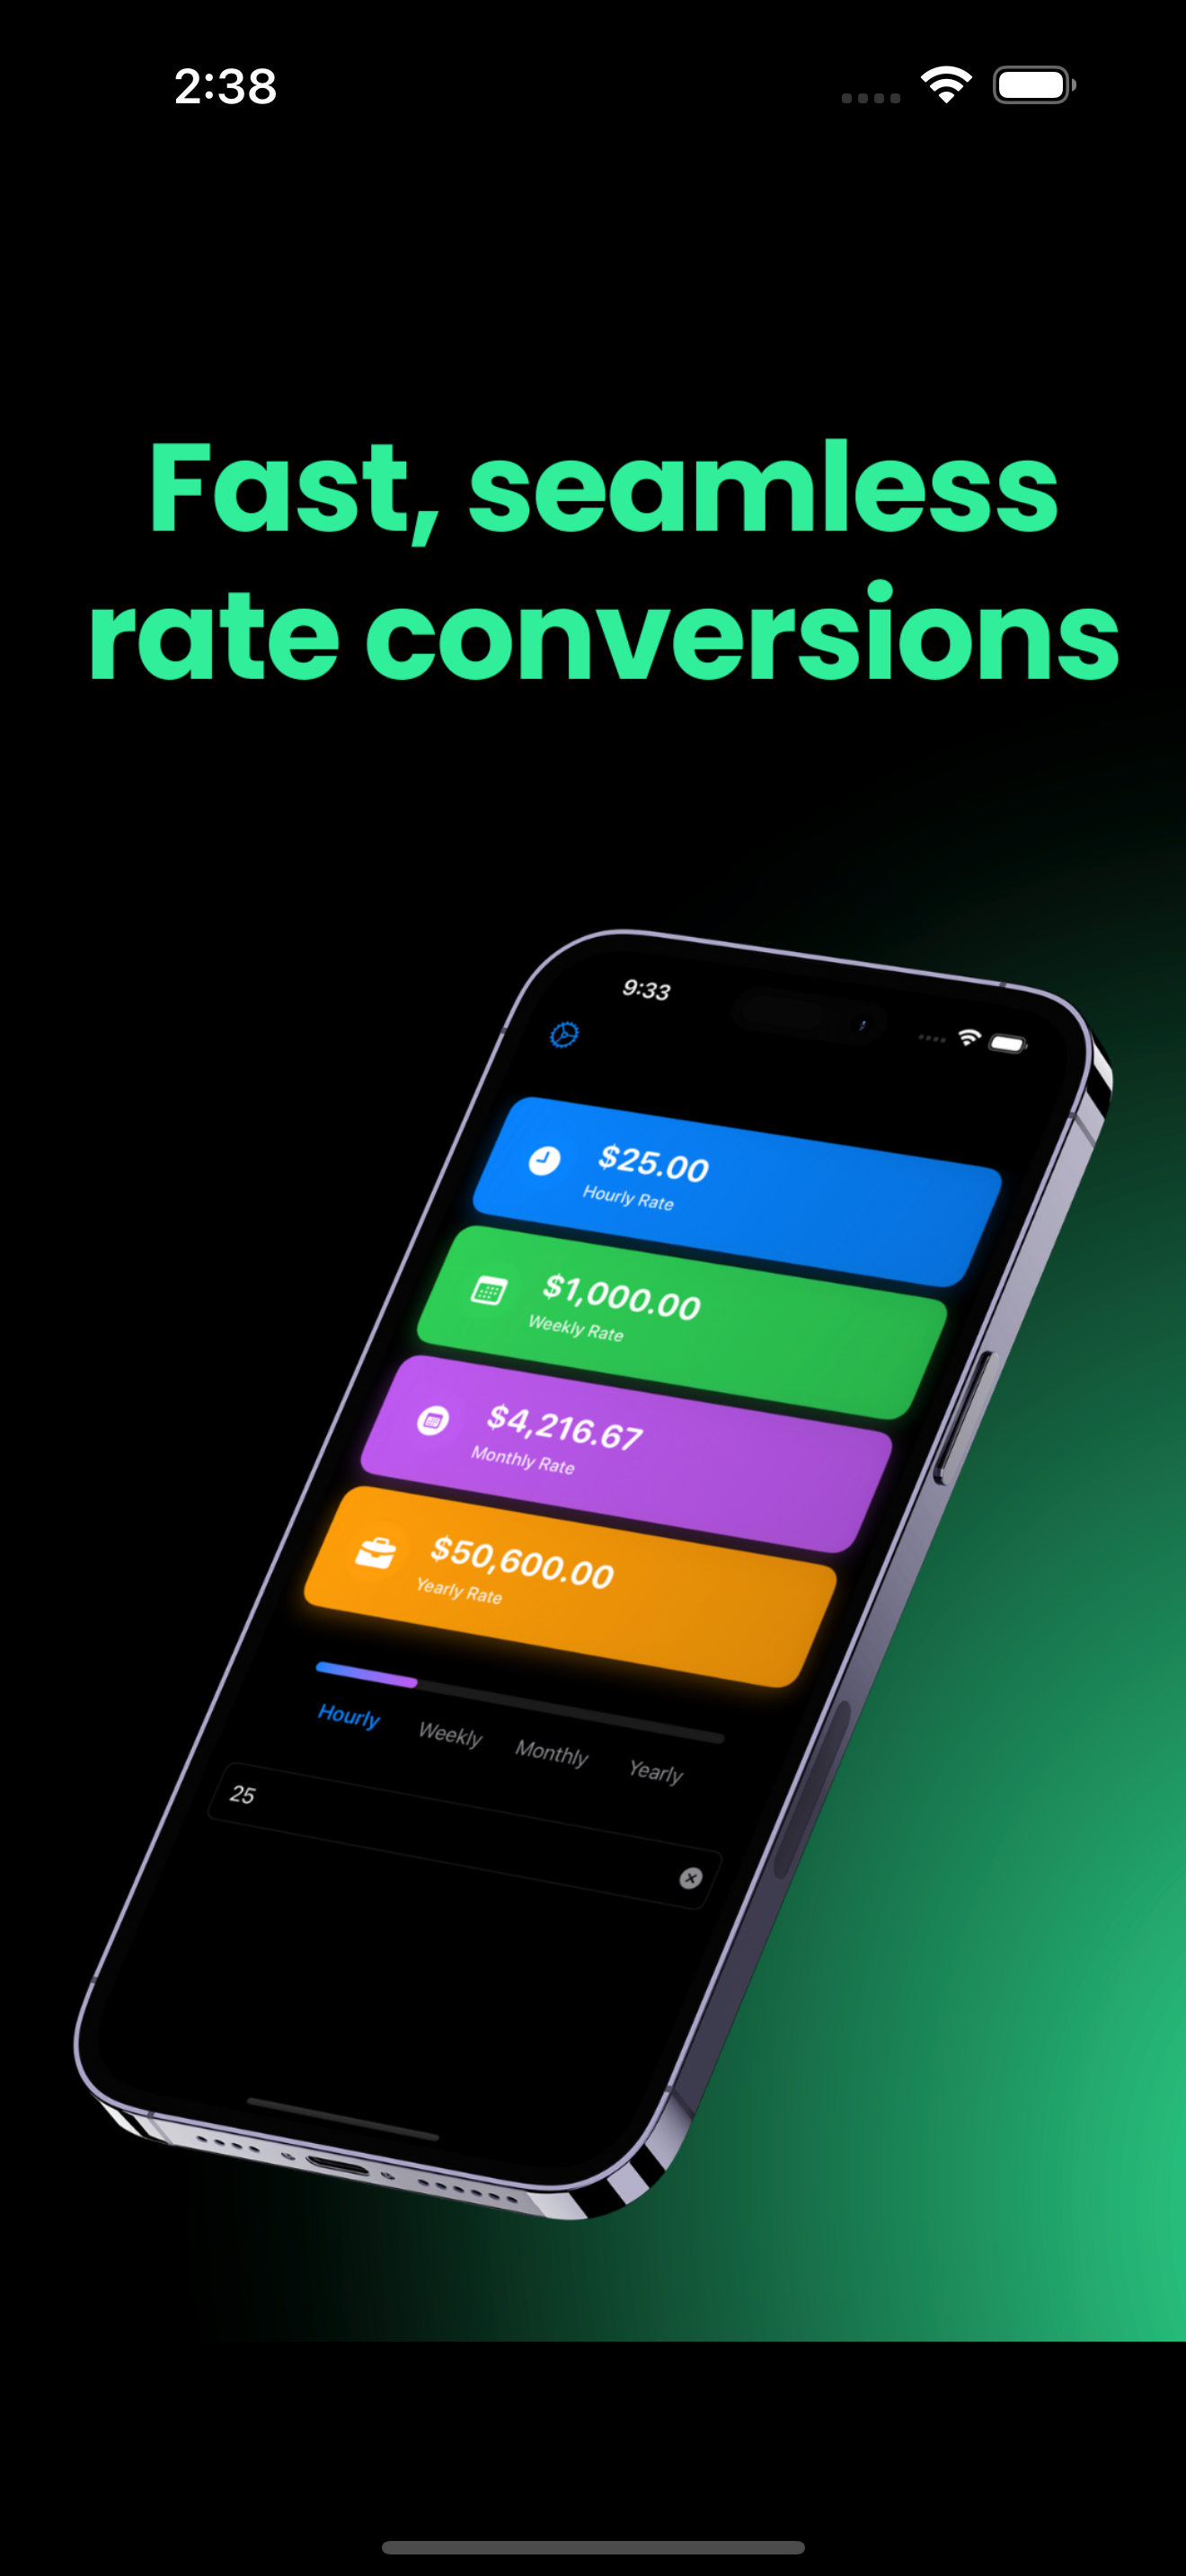 2:38
Fast, seamless
rate conversions
9:33
$25.00
Hourly Rate
$1,000.00
Weekly Rate
$4,216.67
Monthly Rate
$50,600.00
Yearly Rate
Hourly Weekly Monthly Yearly
25